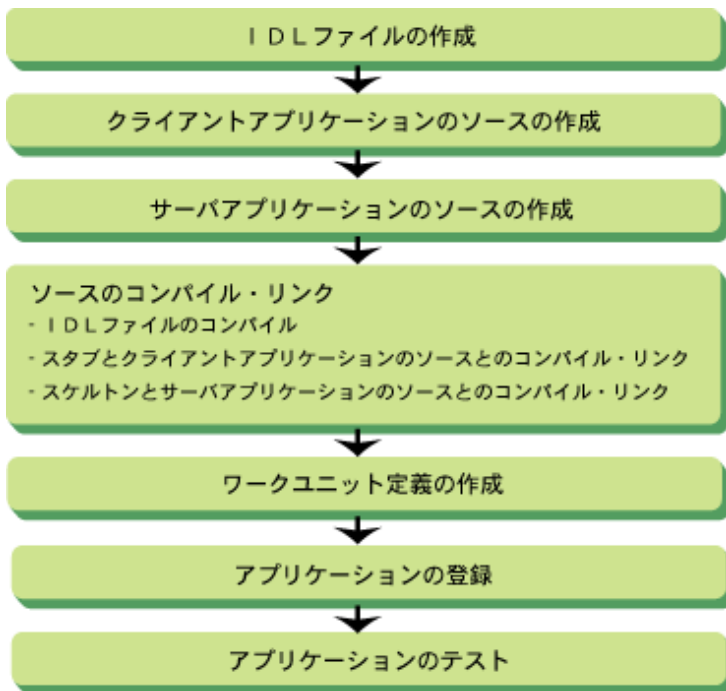 ＩＤＬファイルの作成
クライアントアプリケーションのソースの作成
サーバアプリケーションのソースの作成
ソースのコンパイル・リンク
- ＩＤＬファイルのコンパイル
- スタブとクライアントアプリケーションのソースとのコンパイル・リンク
- スケルトンとサーバアプリケーションのソースとのコンパイル・リンク
ワークユニット定義の作成
アプリケーションの登録
アプリケーションのテスト